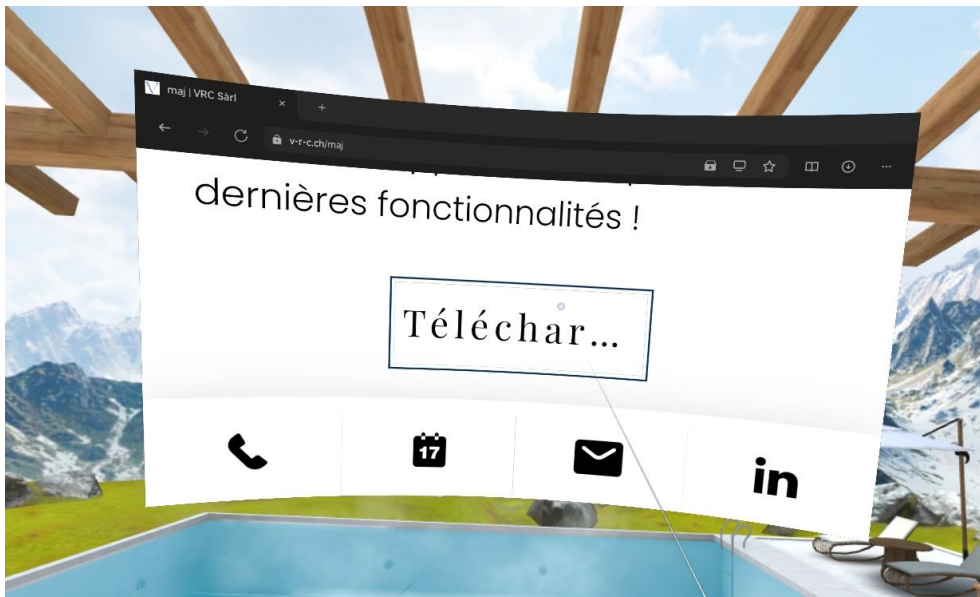 maj | VRC Sàrl
v-r-c.ch/maj
dernières fonctionnalités !
Téléchar...
17
in